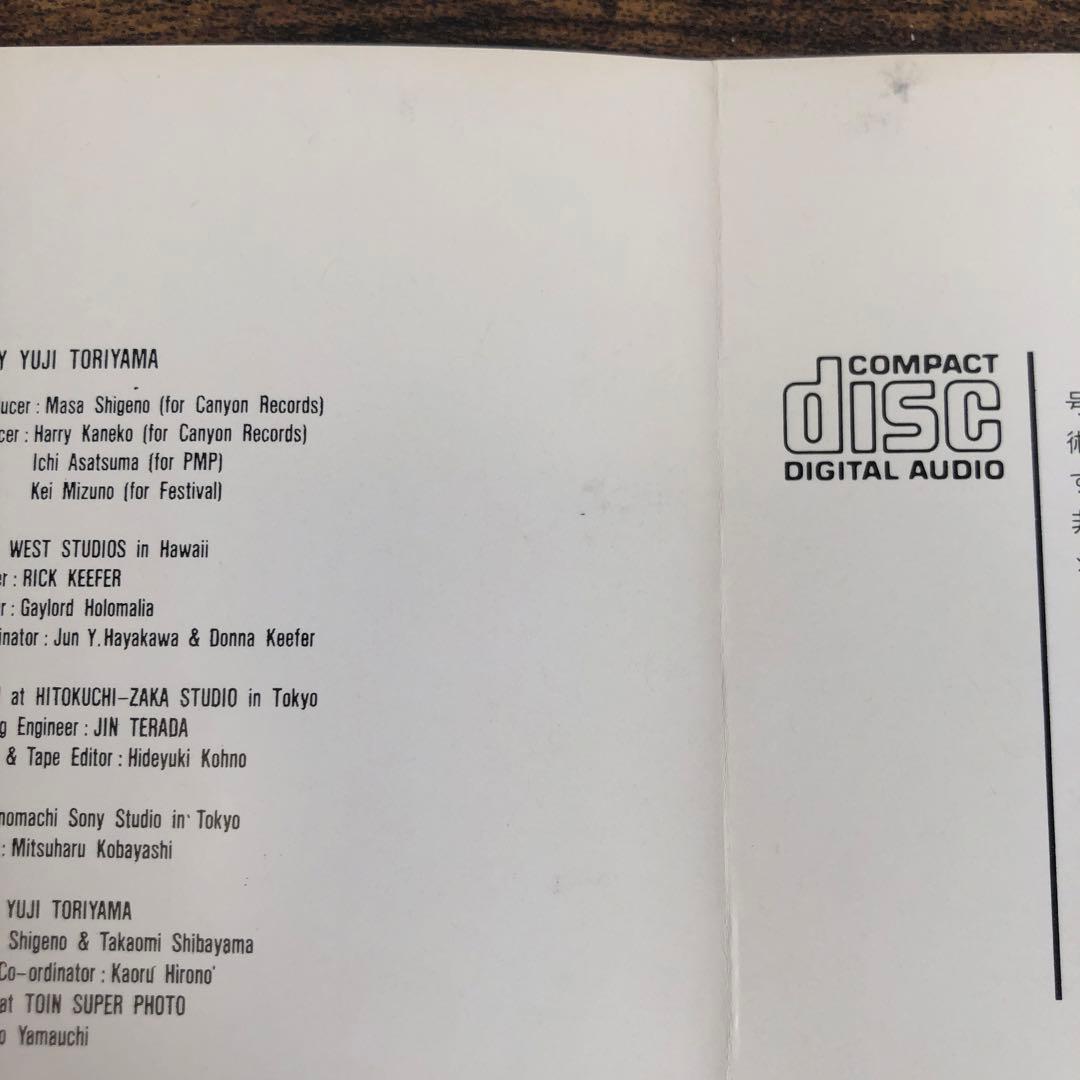 Y YUJI TORIYAMA
ucer : Masa Shigeno (for Canyon Records)
cer : Harry Kaneko (for Canyon Records)
Ichi Asatsuma (for PMP)
Kei Mizuno (for Festival)
WEST STUDIOS in Hawaii
er : RICK KEEFER
r : Gaylord Holomalia
inator : Jun Y. Hayakawa & Donna Keefer
at HITOKUCHI-ZAKA STUDIO in Tokyo
g Engineer : JIN TERADA
& Tape Editor : Hideyuki Kohno
nomachi Sony Studio in Tokyo
: Mitsuharu Kobayashi
YUJI TORIYAMA
Shigeno & Takaomi Shibayama
Co-ordinator : Kaoru Hirono
at TOIN SUPER PHOTO
o Yamauchi
COMPACT
disc
DIGITAL AUDIO